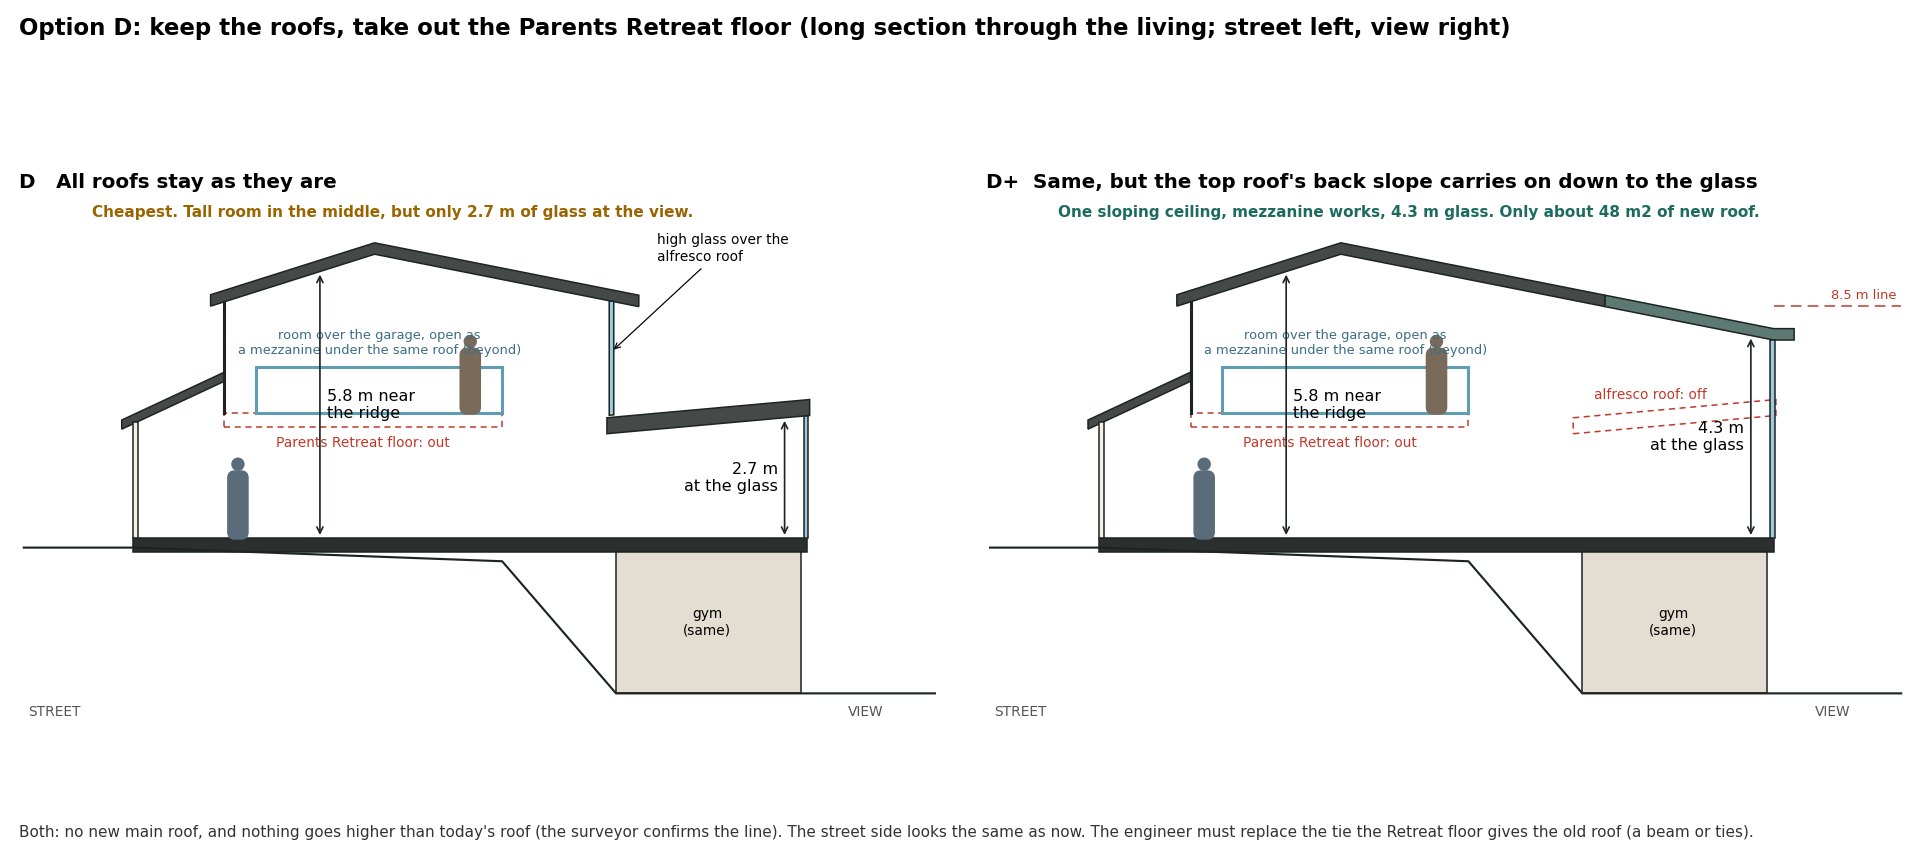 Option D: keep the roofs, take out the Parents Retreat floor (long section through the living; street left, view right)
D All roofs stay as they are
Cheapest. Tall room in the middle, but only 2.7 m of glass at the view.
high glass over the
alfresco roof
room over the garage, open as
a mezzanine under the same roof (beyond)
5.8 m near
the ridge
Parents Retreat floor: out
2.7 m
at the glass
gym
(same)
STREET
VIEW
D+ Same, but the top roof's back slope carries on down to the glass
One sloping ceiling, mezzanine works, 4.3 m glass. Only about 48 m2 of new roof.
8.5 m line
room over the garage, open as
a mezzanine under the same roof (beyond)
5.8 m near
the ridge
Parents Retreat floor: out
alfresco roof: off
4.3 m
at the glass
gym
(same)
STREET
VIEW
Both: no new main roof, and nothing goes higher than today's roof (the surveyor confirms the line). The street side looks the same as now. The engineer must replace the tie the Retreat floor gives the old roof (a beam or ties).